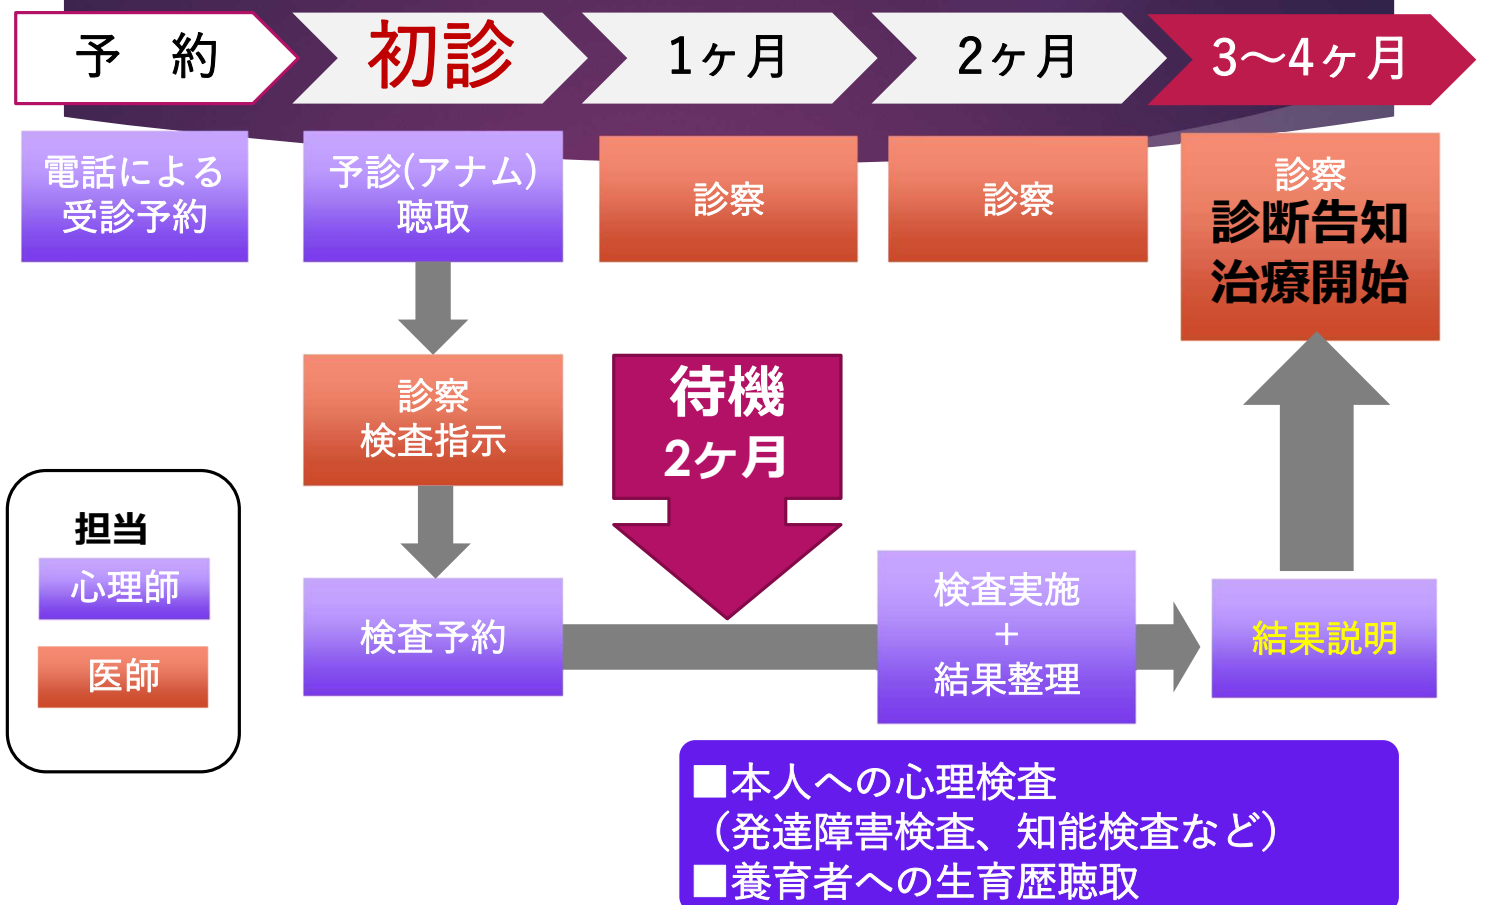 予　約
初診
1ヶ月
2ヶ月
3〜4ヶ月
電話による
受診予約
予診(アナム)
聴取
診察
診察
診察
診断告知
治療開始
診察
検査指示
待機
2ヶ月
担当
心理師
医師
検査予約
検査実施
+
結果整理
結果説明
■本人への心理検査
（発達障害検査、知能検査など）
■養育者への生育歴聴取